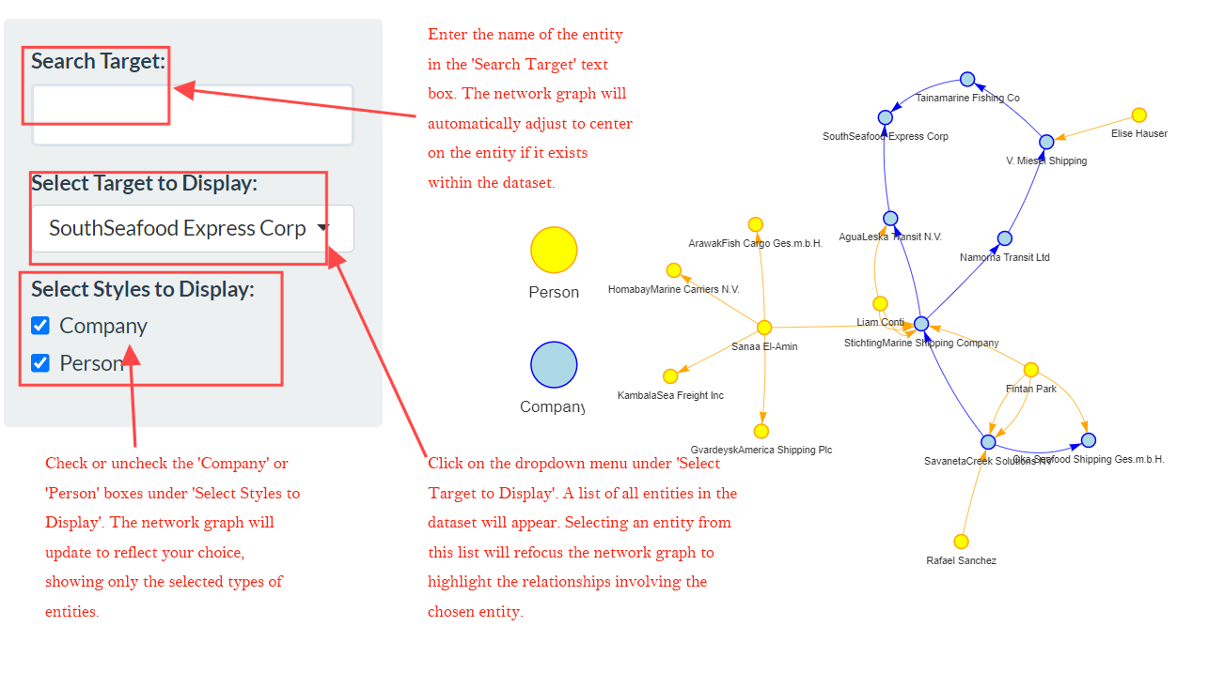 Search Target:
Select Target to Display:
SouthSeafood Express Corp
Select Styles to Display:
Company
Person
Enter the name of the entity
in the 'Search Target' text
box. The network graph will
automatically adjust to center
on the entity if it exists
within the dataset.
Check or uncheck the 'Company' or
'Person' boxes under 'Select Styles to
Display'. The network graph will
update to reflect your choice,
showing only the selected types of
entities.
Click on the dropdown menu under 'Select
Target to Display'. A list of all entities in the
dataset will appear. Selecting an entity from
this list will refocus the network graph to
highlight the relationships involving the
chosen entity.
Person
Company
Tainamarine Fishing Co
SouthSeafood Express Corp
Elise Hauser
V. Miesel Shipping
AguaLeska Transit N.V.
ArawakFish Cargo Ges.m.b.H.
Namorna Transit Ltd
HomabayMarine Carriers N.V.
Liam Conti
StichtingMarine Shipping Company
Sanaa El-Amin
Fintan Park
KambalaSea Freight Inc
GvardeyskAmerica Shipping Plc
SavanetaCreek Solutions NV
Oka Seafood Shipping Ges.m.b.H.
Rafael Sanchez